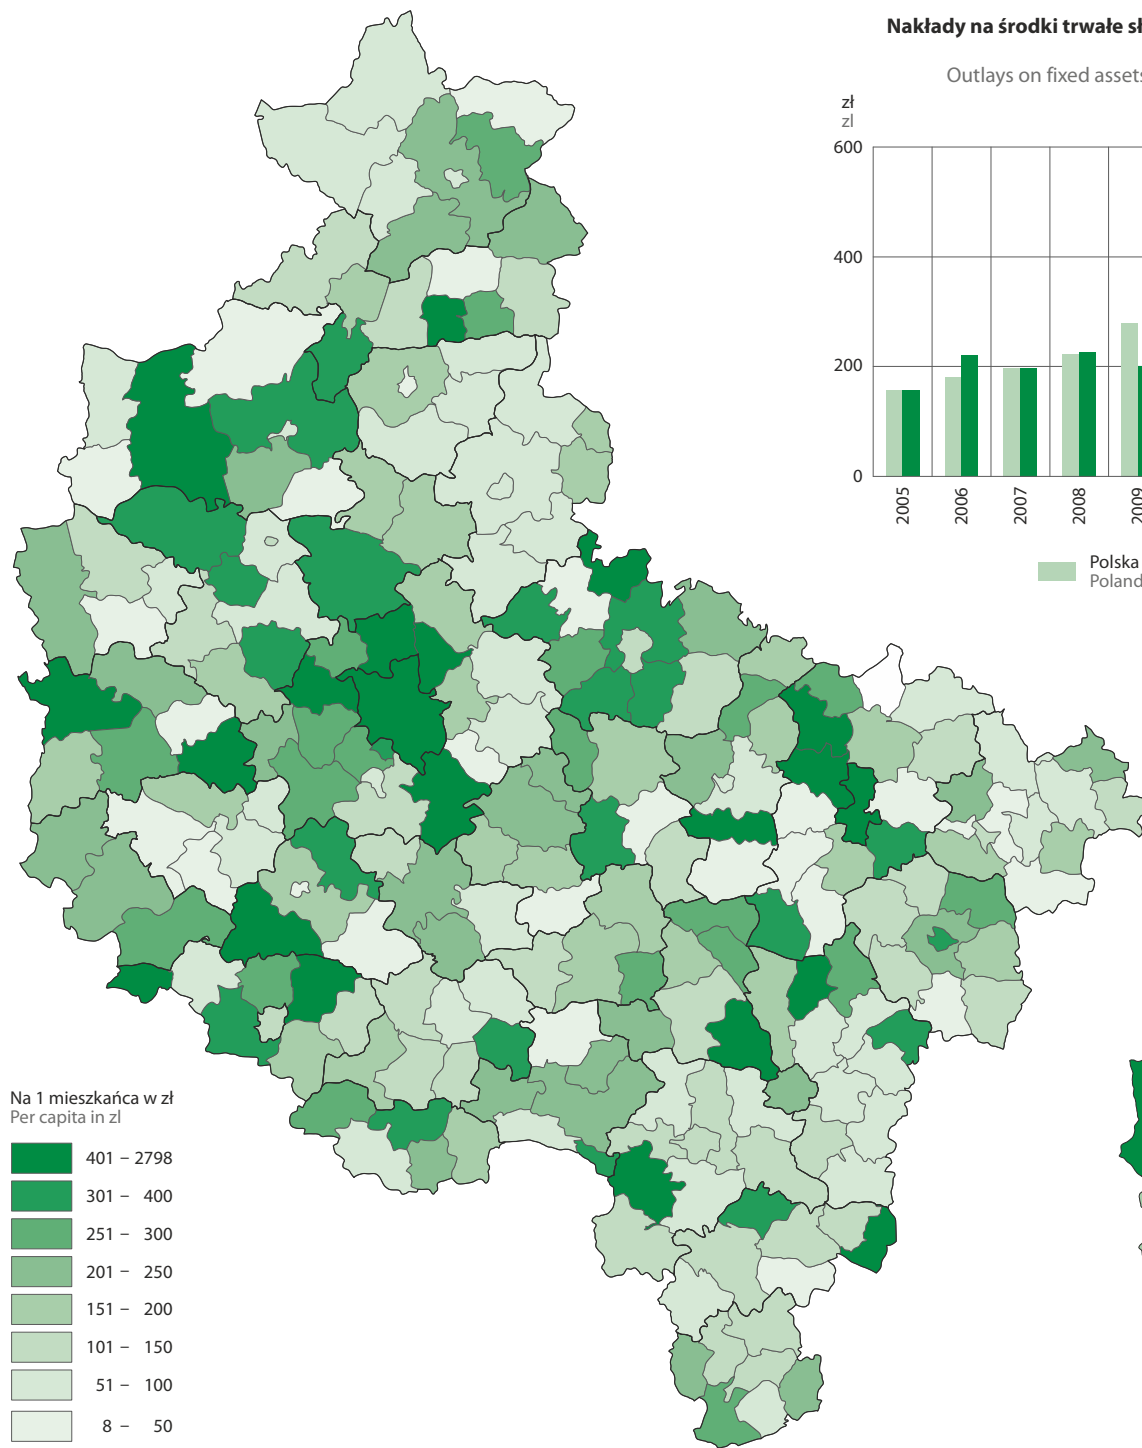 Nakłady na środki trwałe sł
Outlays on fixed assets
zł
zl
600
400
200
0
2005
2006
2007
2008
2009
Polska
Poland
Na 1 mieszkańca w zł
Per capita in zl
401 – 2798
301 – 400
251 – 300
201 – 250
151 – 200
101 – 150
51 – 100
8 – 50